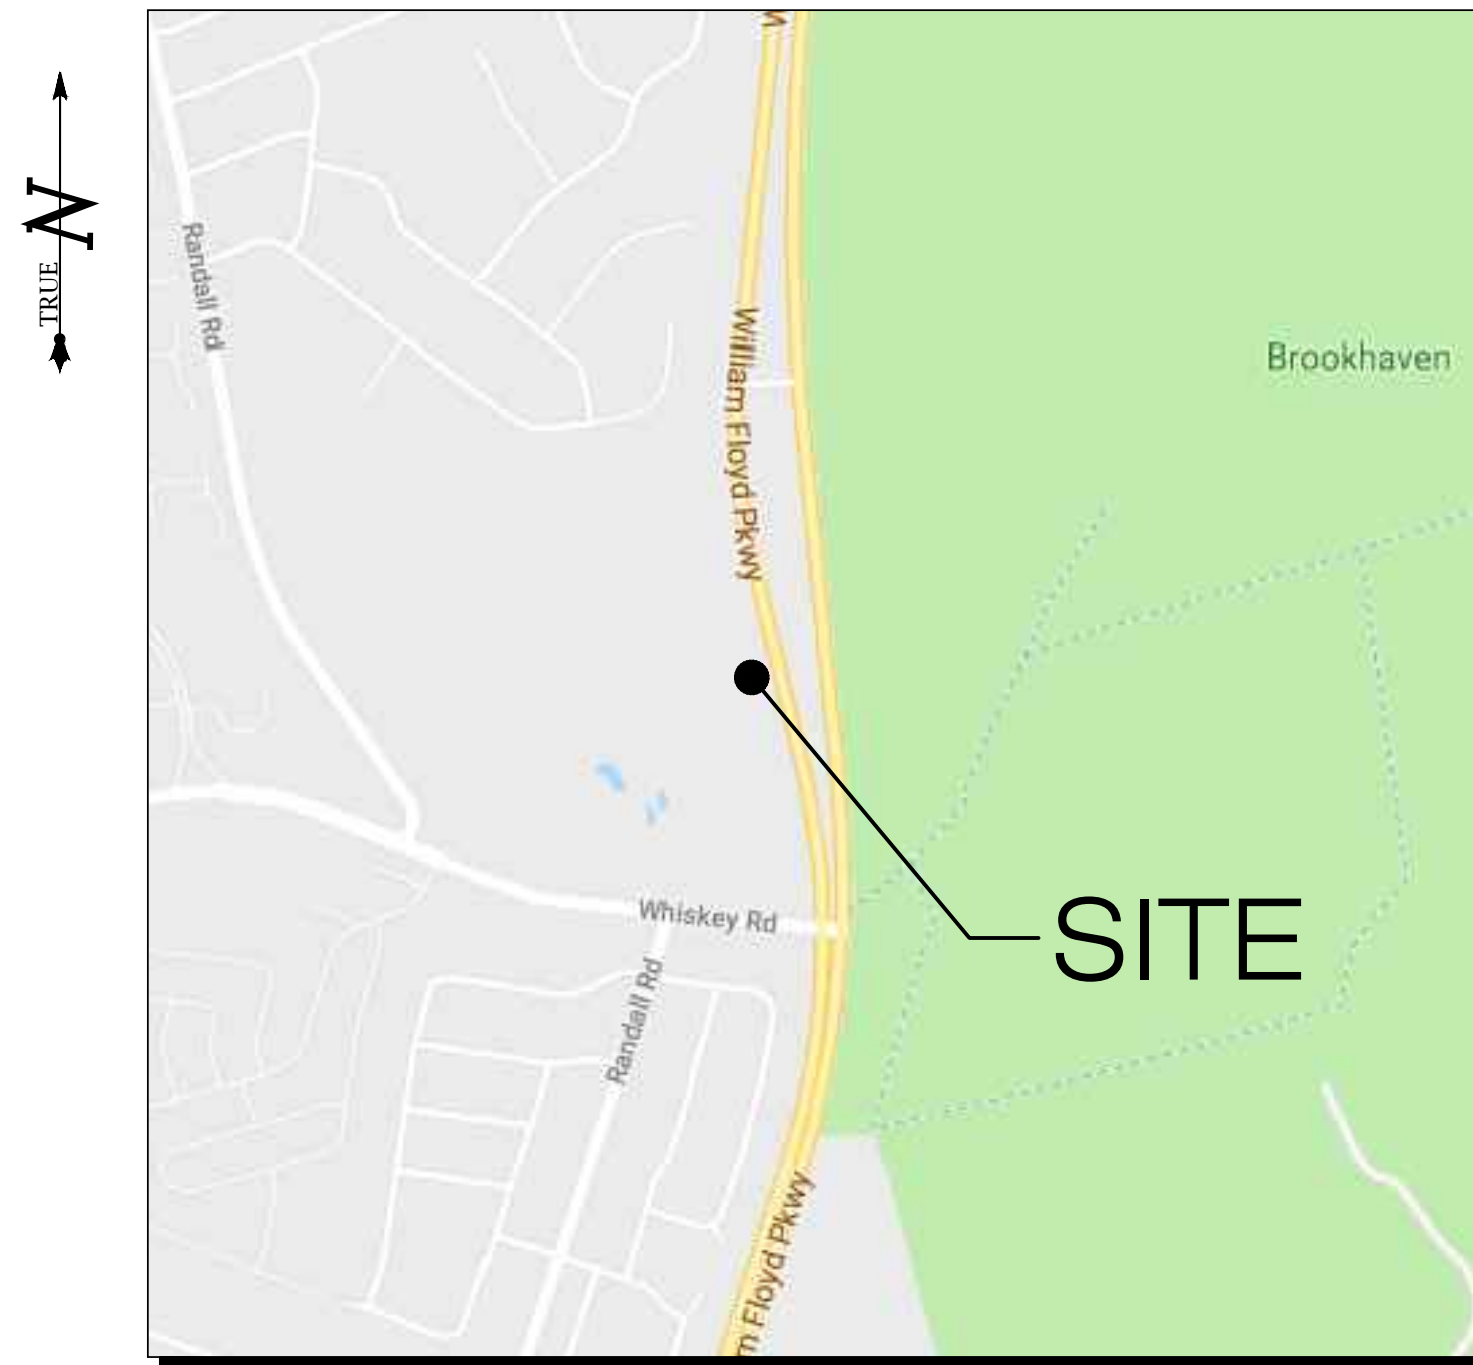 W
N
TRUE
Randall Rd
William Floyd Pkwy
Brookhaven
Whiskey Rd
SITE
Randall Rd
m Floyd Pkwy